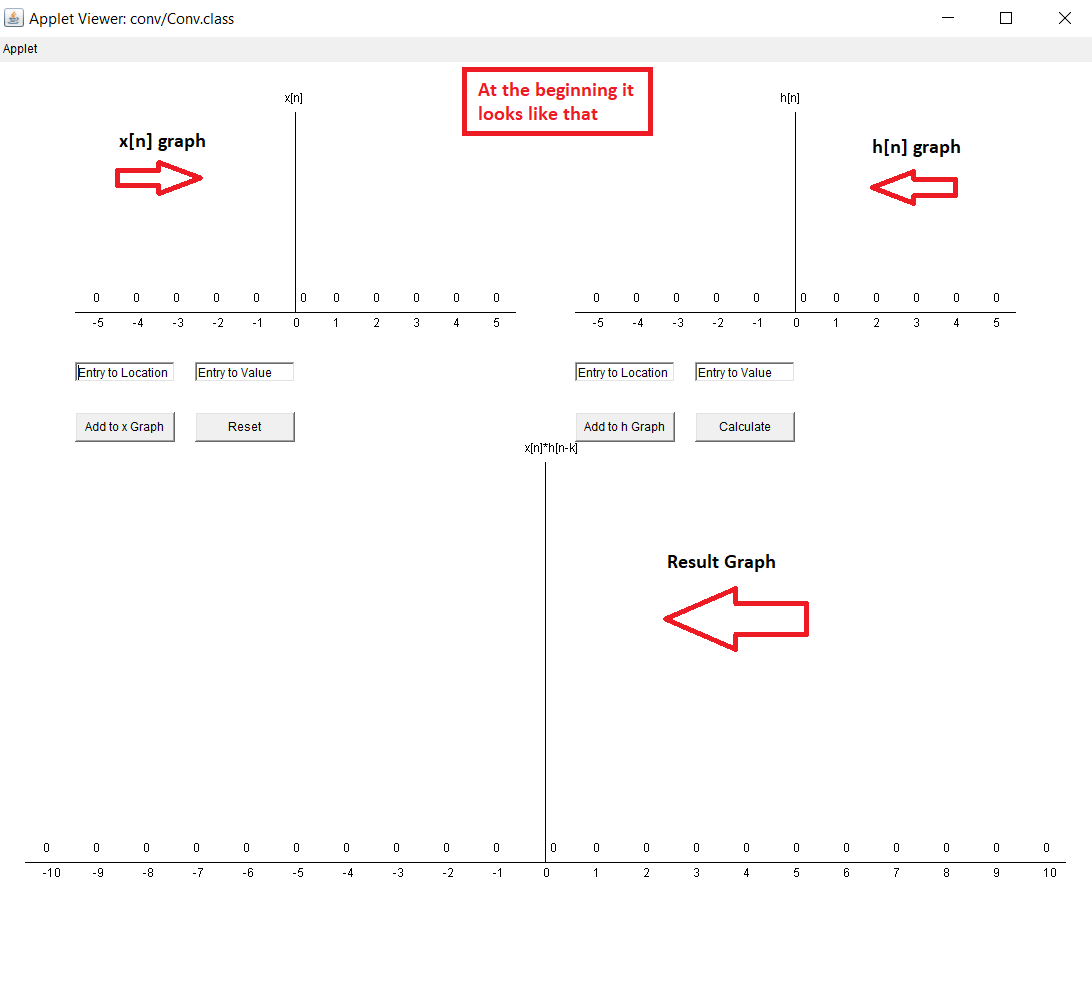 Applet Viewer: conv/Conv.class
Applet
At the beginning it
looks like that
x[n]
h[n]
x[n] graph
h[n] graph
0 0 0 0 0 0 0 0 0 0 0
-5 -4 -3 -2 -1 0 1 2 3 4 5
0 0 0 0 0 0 0 0 0 0 0
-5 -4 -3 -2 -1 0 1 2 3 4 5
Entry to Location Entry to Value
Entry to Location Entry to Value
Add to x Graph Reset
Add to h Graph Calculate
x[n]*h[n-k]
Result Graph
0 0 0 0 0 0 0 0 0 0 0 0 0 0 0 0 0 0 0 0 0
-10 -9 -8 -7 -6 -5 -4 -3 -2 -1 0 1 2 3 4 5 6 7 8 9 10